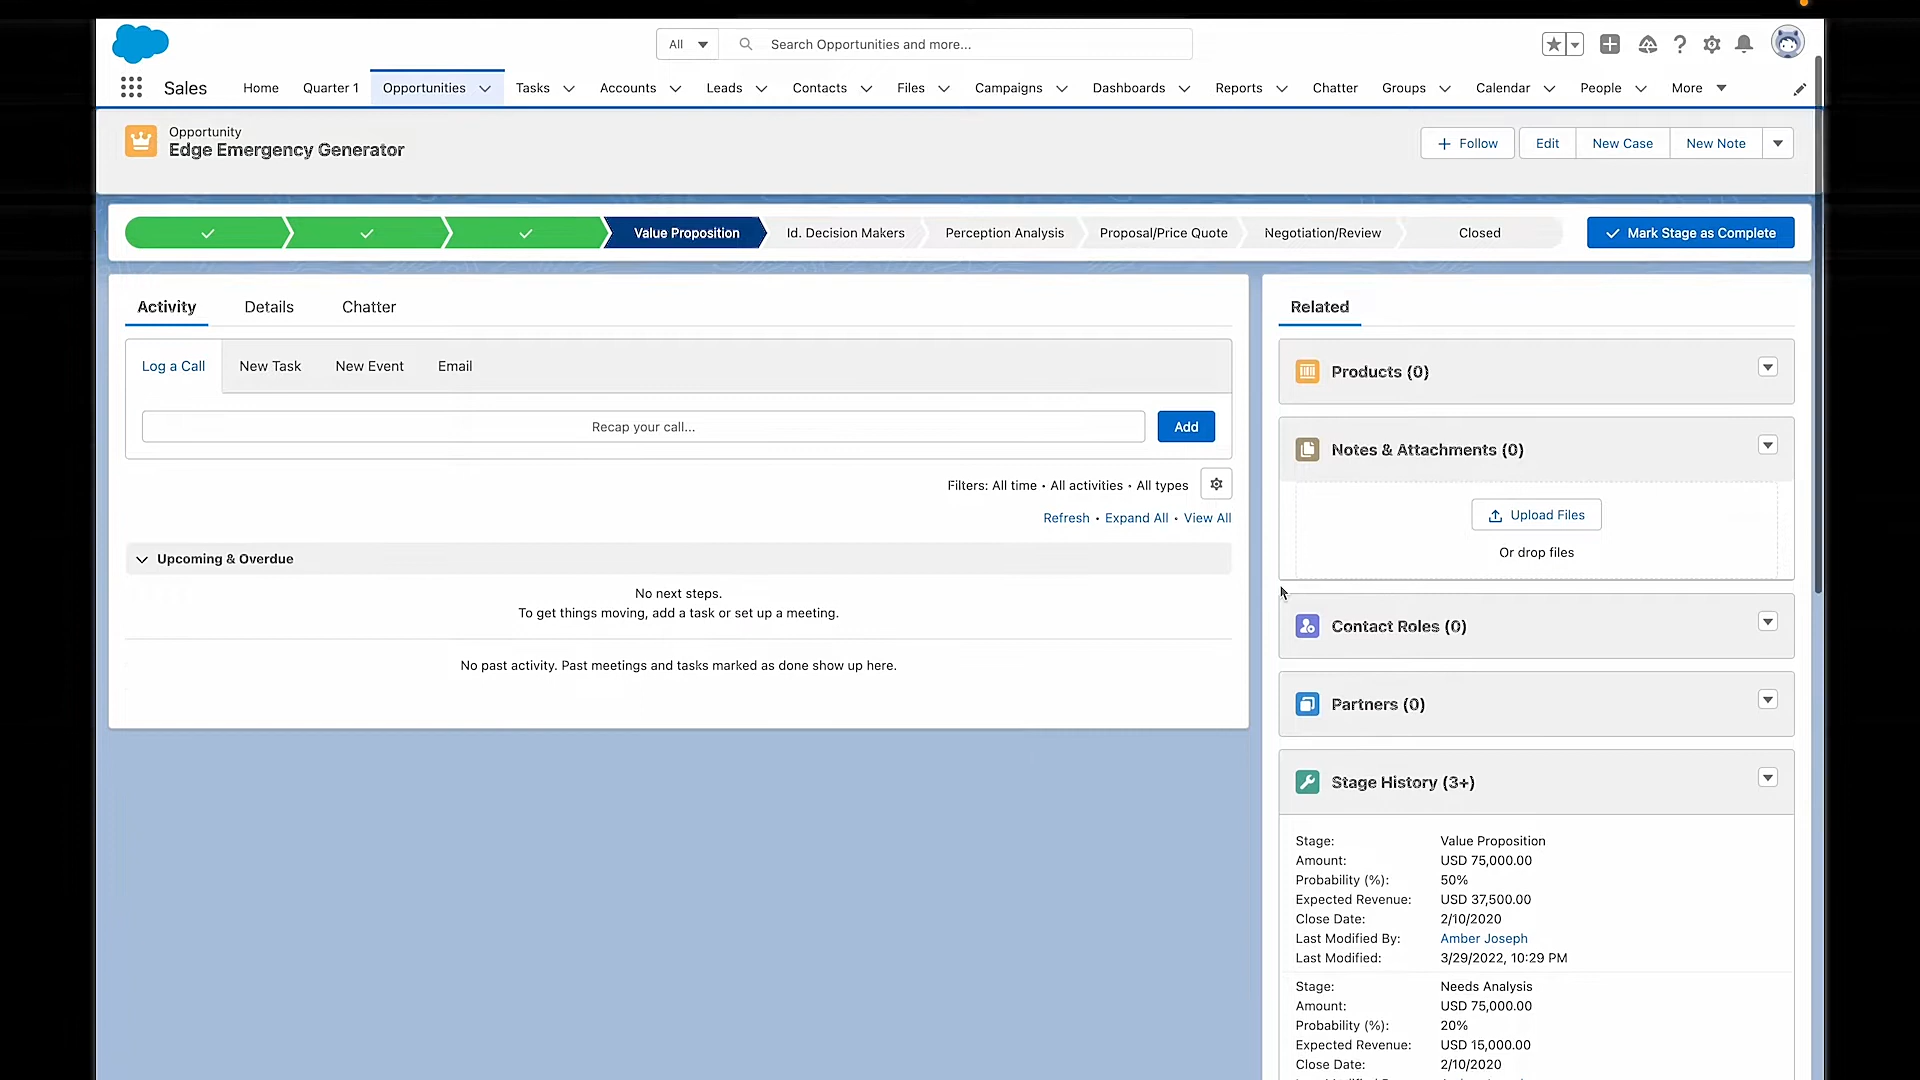 All
Search Opportunities and more...
Sales
Home
Quarter 1
Opportunities
Tasks
Accounts
Leads
Contacts
Files
Campaigns
Dashboards
Reports
Chatter
Groups
Calendar
People
More
Opportunity
Edge Emergency Generator
Follow
Edit
New Case
New Note
Value Proposition
Id. Decision Makers
Perception Analysis
Proposal/Price Quote
Negotiation/Review
Closed
Mark Stage as Complete
Activity
Details
Chatter
Log a Call
New Task
New Event
Email
Recap your call...
Add
Filters: All time • All activities • All types
Refresh • Expand All • View All
Upcoming & Overdue
No next steps.
To get things moving, add a task or set up a meeting.
No past activity. Past meetings and tasks marked as done show up here.
Related
Products (0)
Notes & Attachments (0)
Upload Files
Or drop files
Contact Roles (0)
Partners (0)
Stage History (3+)
Stage: Value Proposition
Amount: USD 75,000.00
Probability (%): 50%
Expected Revenue: USD 37,500.00
Close Date: 2/10/2020
Last Modified By: Amber Joseph
Last Modified: 3/29/2022, 10:29 PM
Stage: Needs Analysis
Amount: USD 75,000.00
Probability (%): 20%
Expected Revenue: USD 15,000.00
Close Date: 2/10/2020